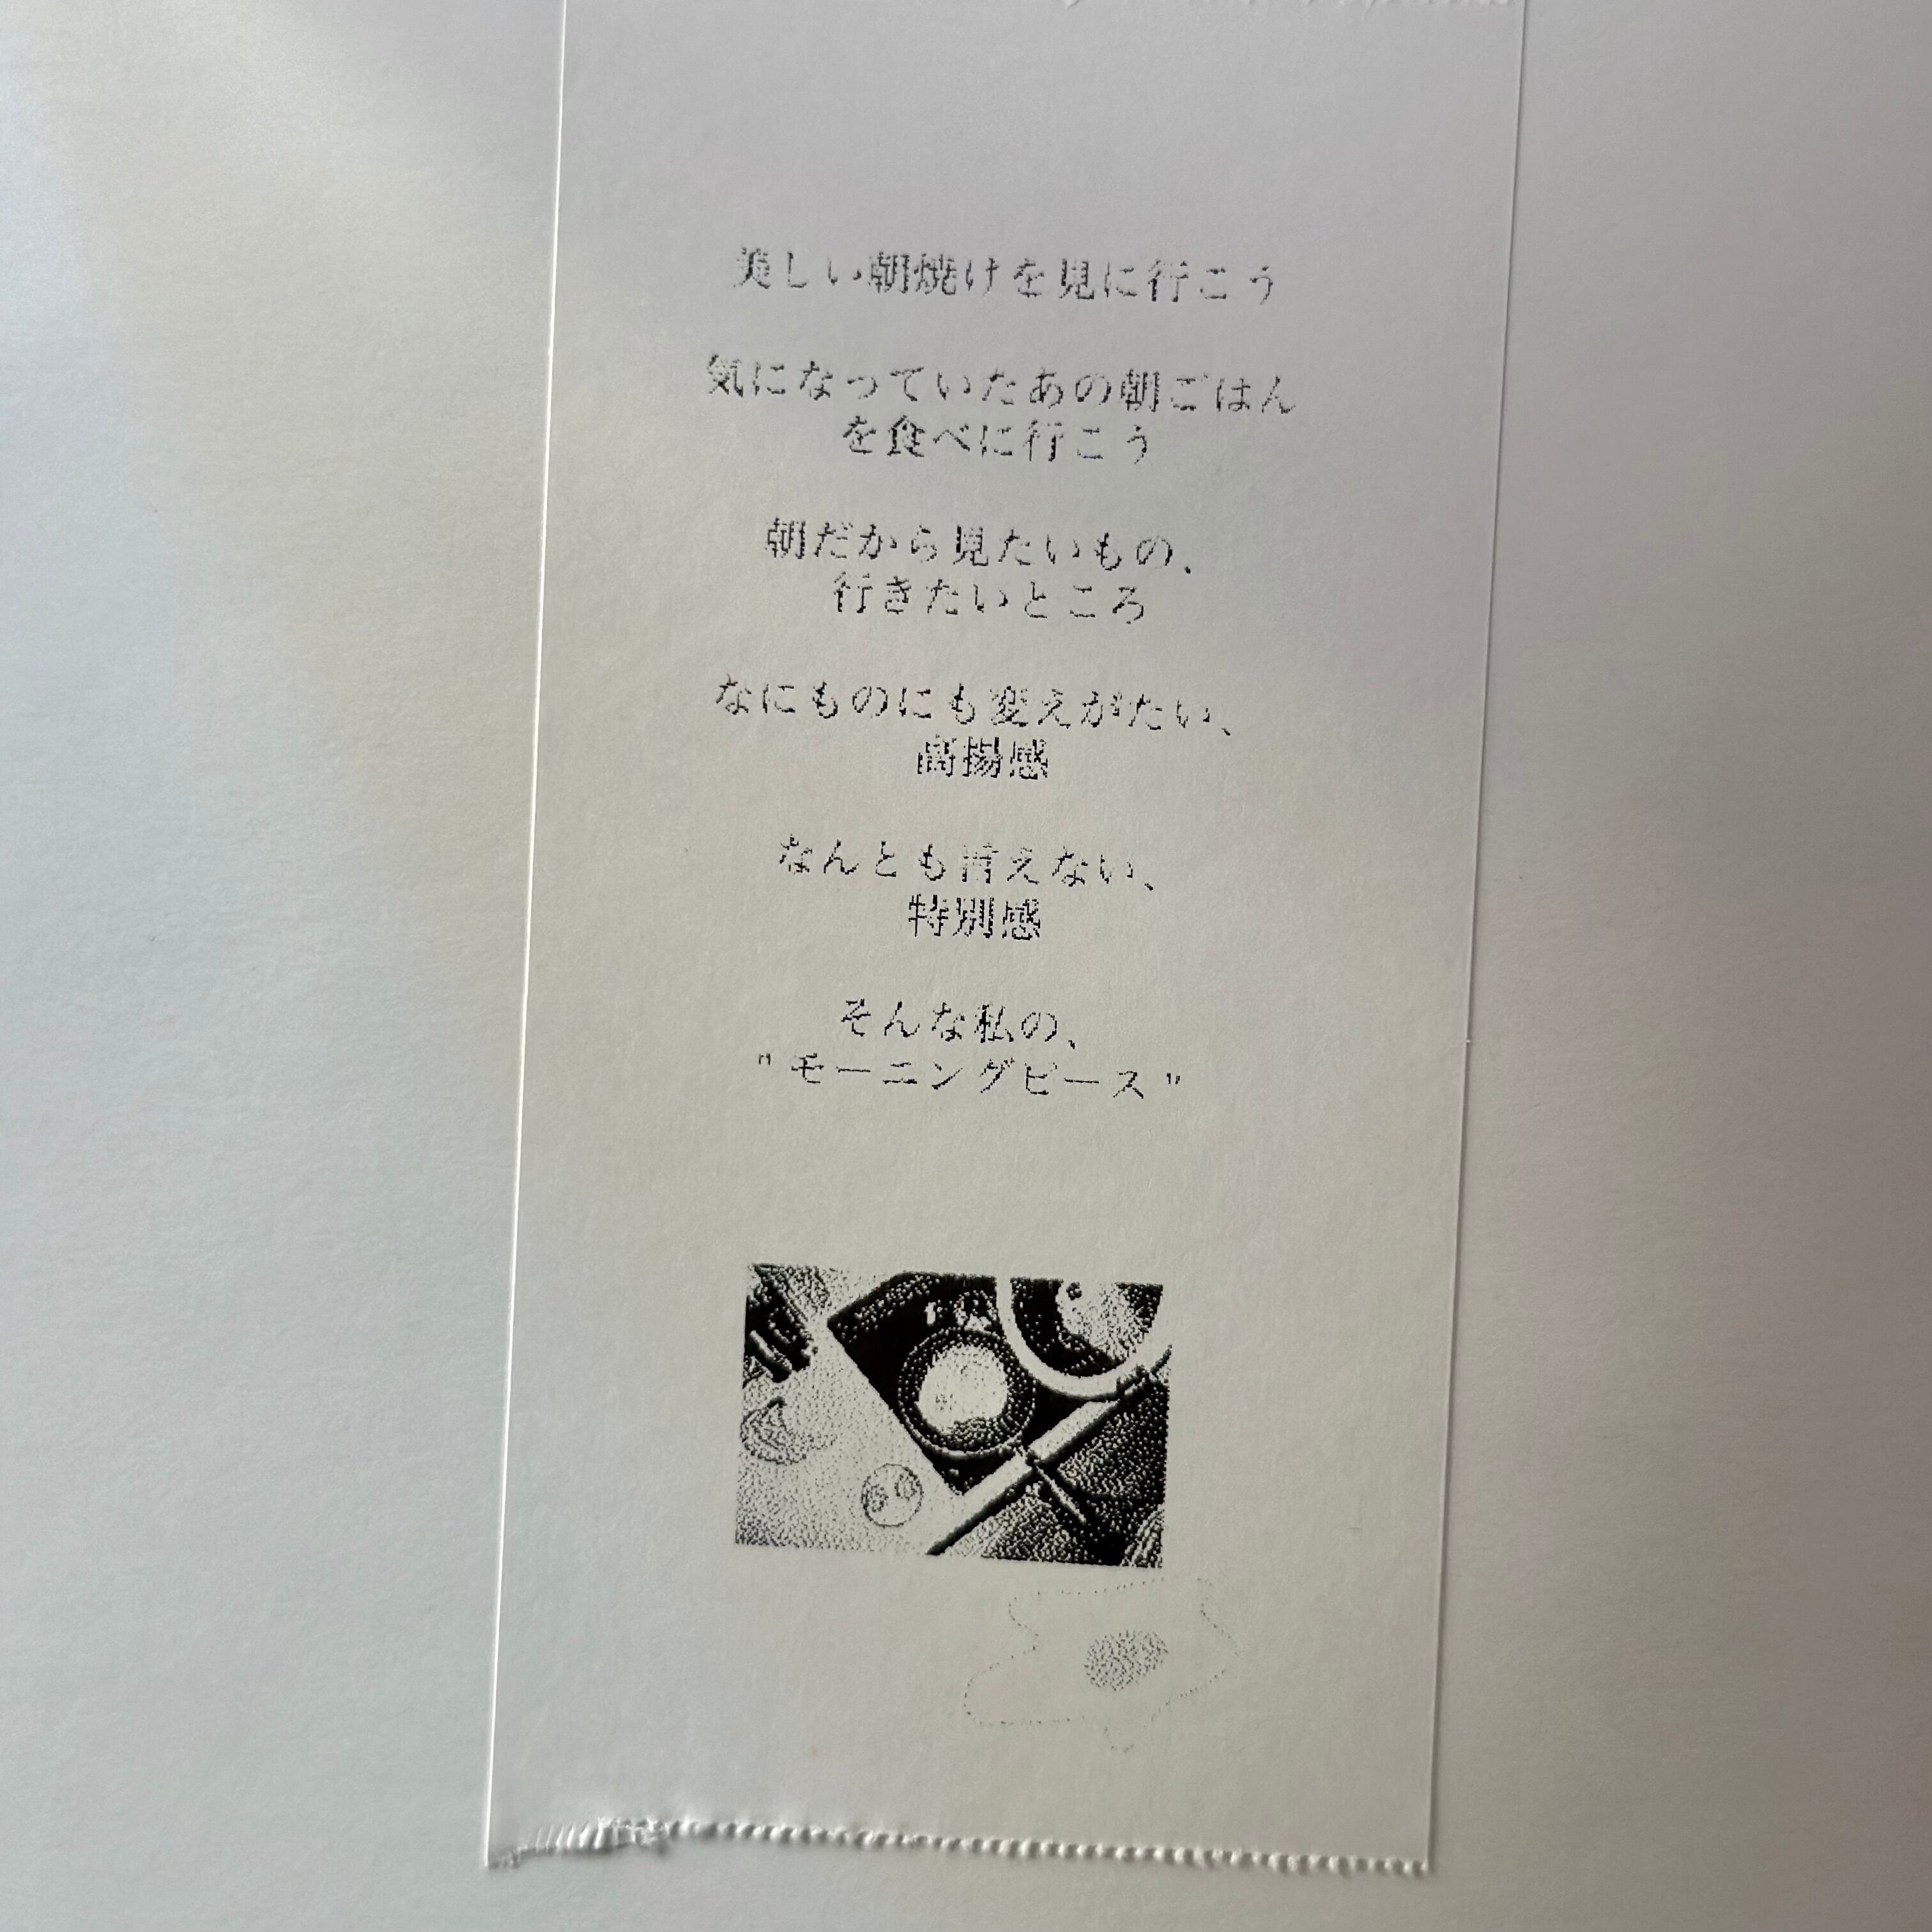 美しい朝焼けを見に行こう
気になっていたあの朝ごはん
を食べに行こう
朝だから見たいもの、
行きたいところ
なにものにも変えがたい、
高揚感
なんとも言えない、
特別感
そんな私の、
"モーニングピース"